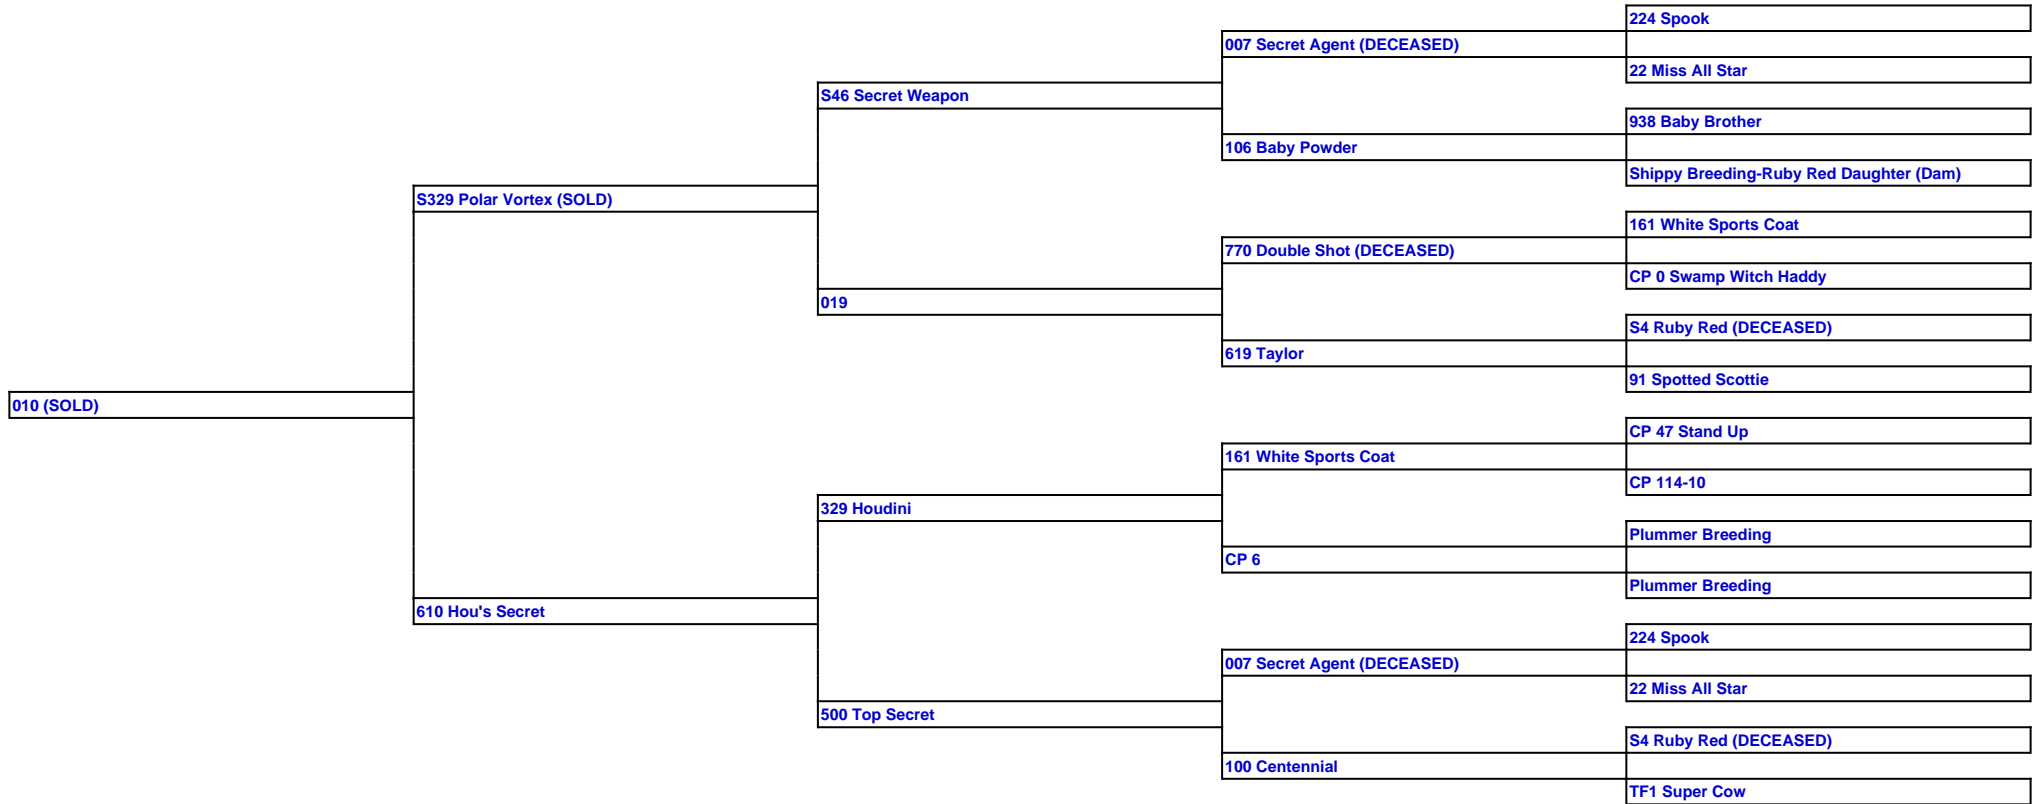 224 Spook
007 Secret Agent (DECEASED)
22 Miss All Star
S46 Secret Weapon
938 Baby Brother
106 Baby Powder
Shippy Breeding-Ruby Red Daughter (Dam)
S329 Polar Vortex (SOLD)
161 White Sports Coat
770 Double Shot (DECEASED)
CP 0 Swamp Witch Haddy
019
S4 Ruby Red (DECEASED)
619 Taylor
91 Spotted Scottie
010 (SOLD)
CP 47 Stand Up
161 White Sports Coat
CP 114-10
329 Houdini
Plummer Breeding
CP 6
Plummer Breeding
610 Hou's Secret
224 Spook
007 Secret Agent (DECEASED)
22 Miss All Star
500 Top Secret
S4 Ruby Red (DECEASED)
100 Centennial
TF1 Super Cow